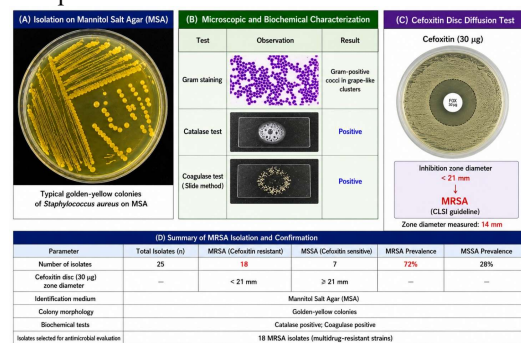 (A) Isolation on Mannitol Salt Agar (MSA)
Typical golden-yellow colonies
of Staphylococcus aureus on MSA
(B) Microscopic and Biochemical Characterization
Test Observation Result
Gram staining
Gram-positive
cocci in grape-like
clusters
Catalase test
Positive
Coagulase test
(Slide method)
Positive
(C) Cefoxitin Disc Diffusion Test
Cefoxitin (30 µg)
FOX
30µg
Inhibition zone diameter
< 21 mm
↓
MRSA
(CLSI guideline)
Zone diameter measured: 14 mm
(D) Summary of MRSA Isolation and Confirmation
Parameter Total Isolates (n) MRSA (Cefoxitin resistant) MSSA (Cefoxitin sensitive) MRSA Prevalence MSSA Prevalence
Number of isolates 25 18 7 72% 28%
Cefoxitin disc (30 µg)
zone diameter — < 21 mm ≥ 21 mm — —
Identification medium Mannitol Salt Agar (MSA)
Colony morphology Golden-yellow colonies
Biochemical tests Catalase positive; Coagulase positive
Isolates selected for antimicrobial evaluation 18 MRSA isolates (multidrug-resistant strains)